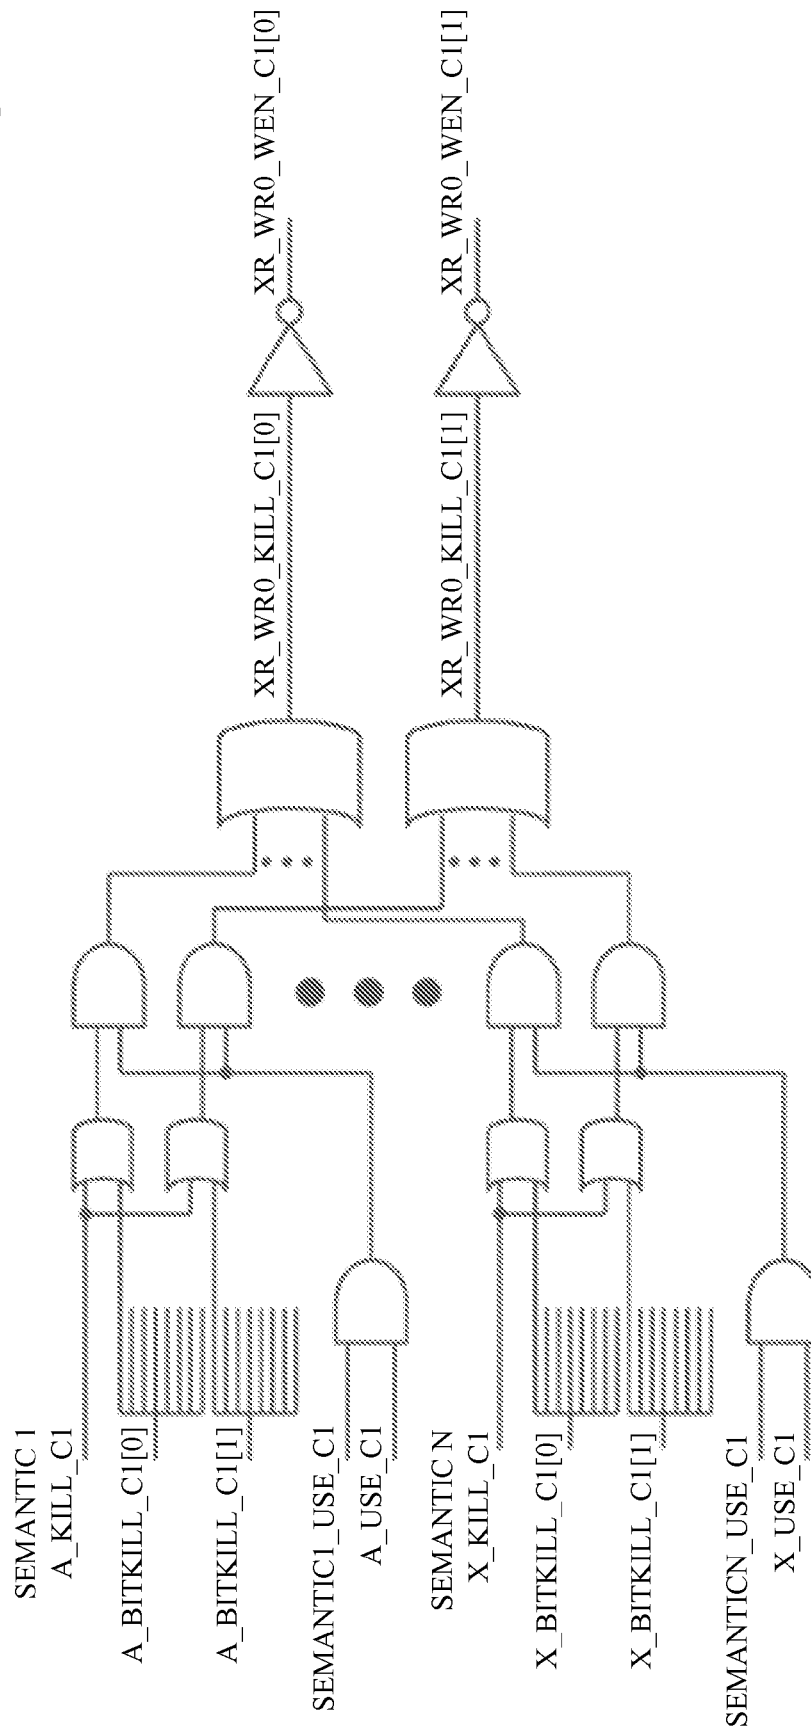 SEMANTIC 1
A_KILL_C1
A_BITKILL_C1[0]
A_BITKILL_C1[1]
SEMANTIC1_USE_C1
A_USE_C1
SEMANTIC N
X_KILL_C1
X_BITKILL_C1[0]
X_BITKILL_C1[1]
SEMANTICN_USE_C1
X_USE_C1
XR_WR0_KILL_C1[0]
XR_WR0_KILL_C1[1]
XR_WR0_WEN_C1[0]
XR_WR0_WEN_C1[1]